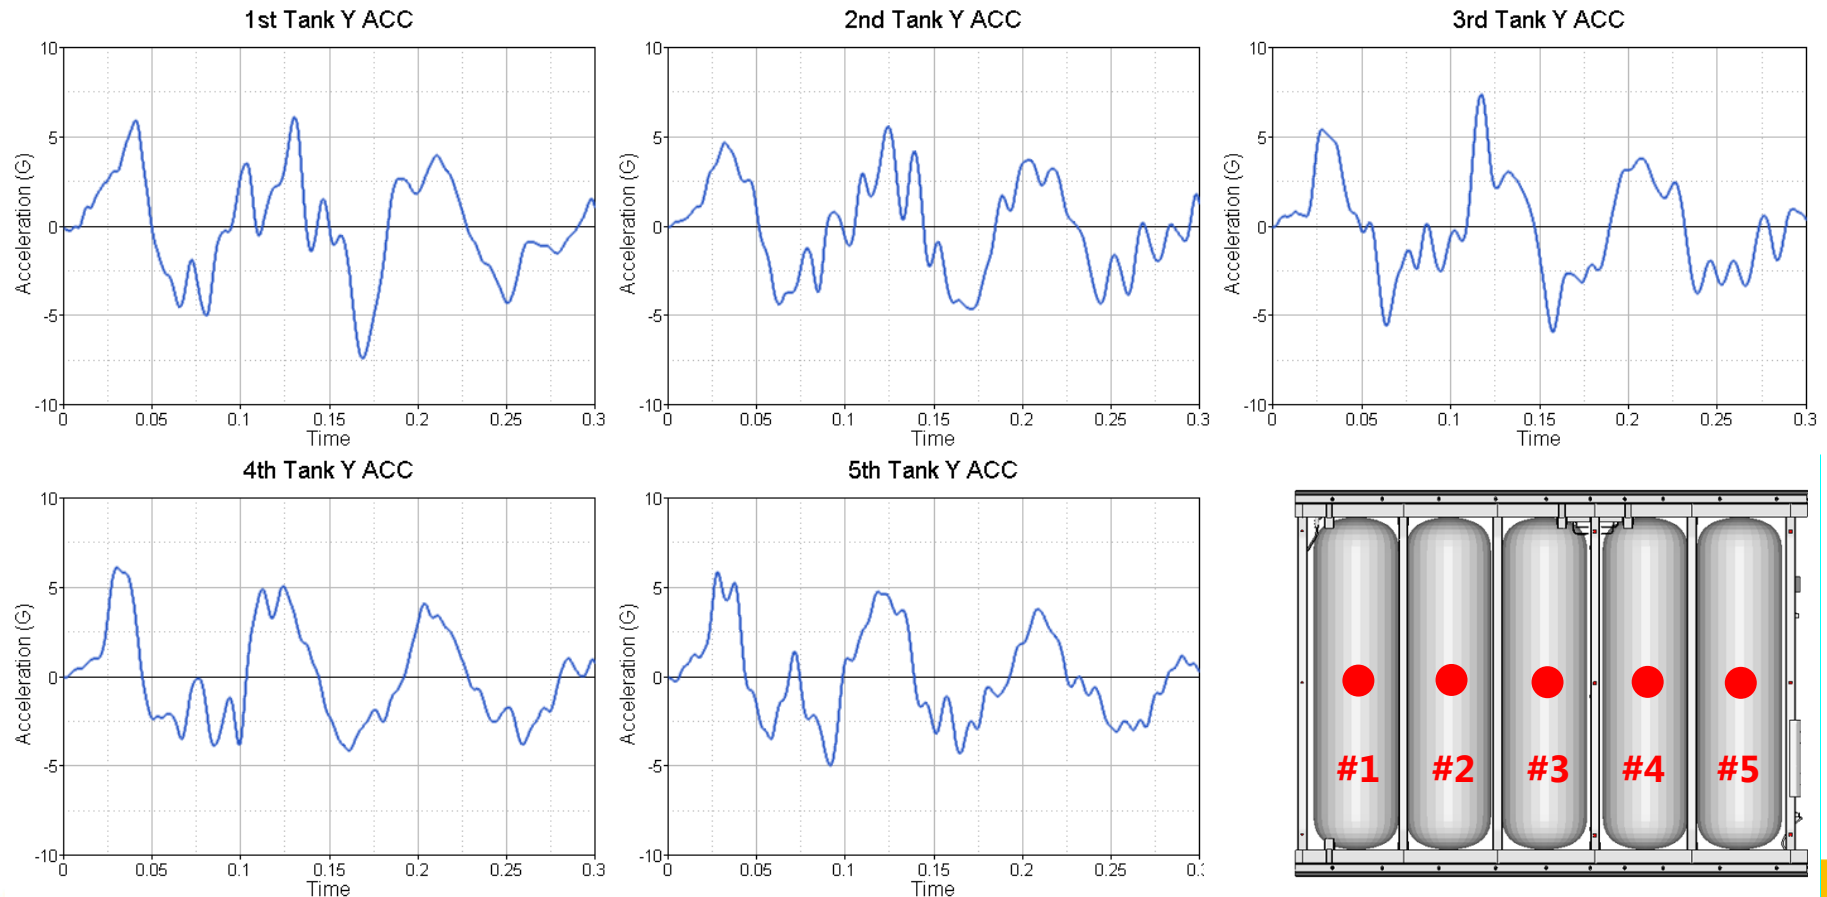 1st Tank Y ACC
10
5
0
-5
-10
Acceleration (G)
0 0.05 0.1 0.15 0.2 0.25 0.3
Time
2nd Tank Y ACC
10
5
0
-5
-10
Acceleration (G)
0 0.05 0.1 0.15 0.2 0.25 0.3
Time
3rd Tank Y ACC
10
5
0
-5
-10
Acceleration (G)
0 0.05 0.1 0.15 0.2 0.25 0.3
Time
4th Tank Y ACC
10
5
0
-5
-10
Acceleration (G)
0 0.05 0.1 0.15 0.2 0.25 0.3
Time
5th Tank Y ACC
10
5
0
-5
-10
Acceleration (G)
0 0.05 0.1 0.15 0.2 0.25 0.
Time
#1 #2 #3 #4 #5